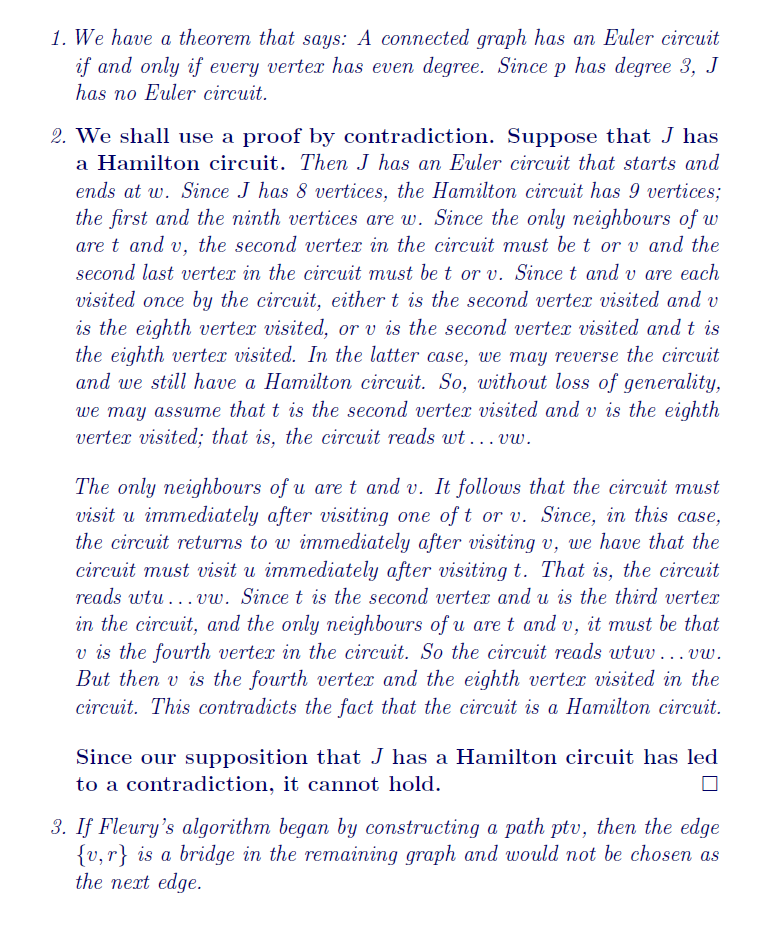 1. We have a theorem that says: A connected graph has an Euler circuit
if and only if every vertex has even degree. Since p has degree 3, J
has no Euler circuit.
2. We shall use a proof by contradiction. Suppose that J has
a Hamilton circuit. Then J has an Euler circuit that starts and
ends at w. Since J has 8 vertices, the Hamilton circuit has 9 vertices;
the first and the ninth vertices are w. Since the only neighbours of w
are t and v, the second vertex in the circuit must be t or v and the
second last vertex in the circuit must be t or v. Since t and v are each
visited once by the circuit, either t is the second vertex visited and v
is the eighth vertex visited, or v is the second vertex visited and t is
the eighth vertex visited. In the latter case, we may reverse the circuit
and we still have a Hamilton circuit. So, without loss of generality,
we may assume that t is the second vertex visited and v is the eighth
vertex visited; that is, the circuit reads wt . . . vw.
The only neighbours of u are t and v. It follows that the circuit must
visit u immediately after visiting one of t or v. Since, in this case,
the circuit returns to w immediately after visiting v, we have that the
circuit must visit u immediately after visiting t. That is, the circuit
reads wtu . . . vw. Since t is the second vertex and u is the third vertex
in the circuit, and the only neighbours of u are t and v, it must be that
v is the fourth vertex in the circuit. So the circuit reads wtuv . . . vw.
But then v is the fourth vertex and the eighth vertex visited in the
circuit. This contradicts the fact that the circuit is a Hamilton circuit.
Since our supposition that J has a Hamilton circuit has led
to a contradiction, it cannot hold. □
3. If Fleury's algorithm began by constructing a path ptv, then the edge
{v, r} is a bridge in the remaining graph and would not be chosen as
the next edge.